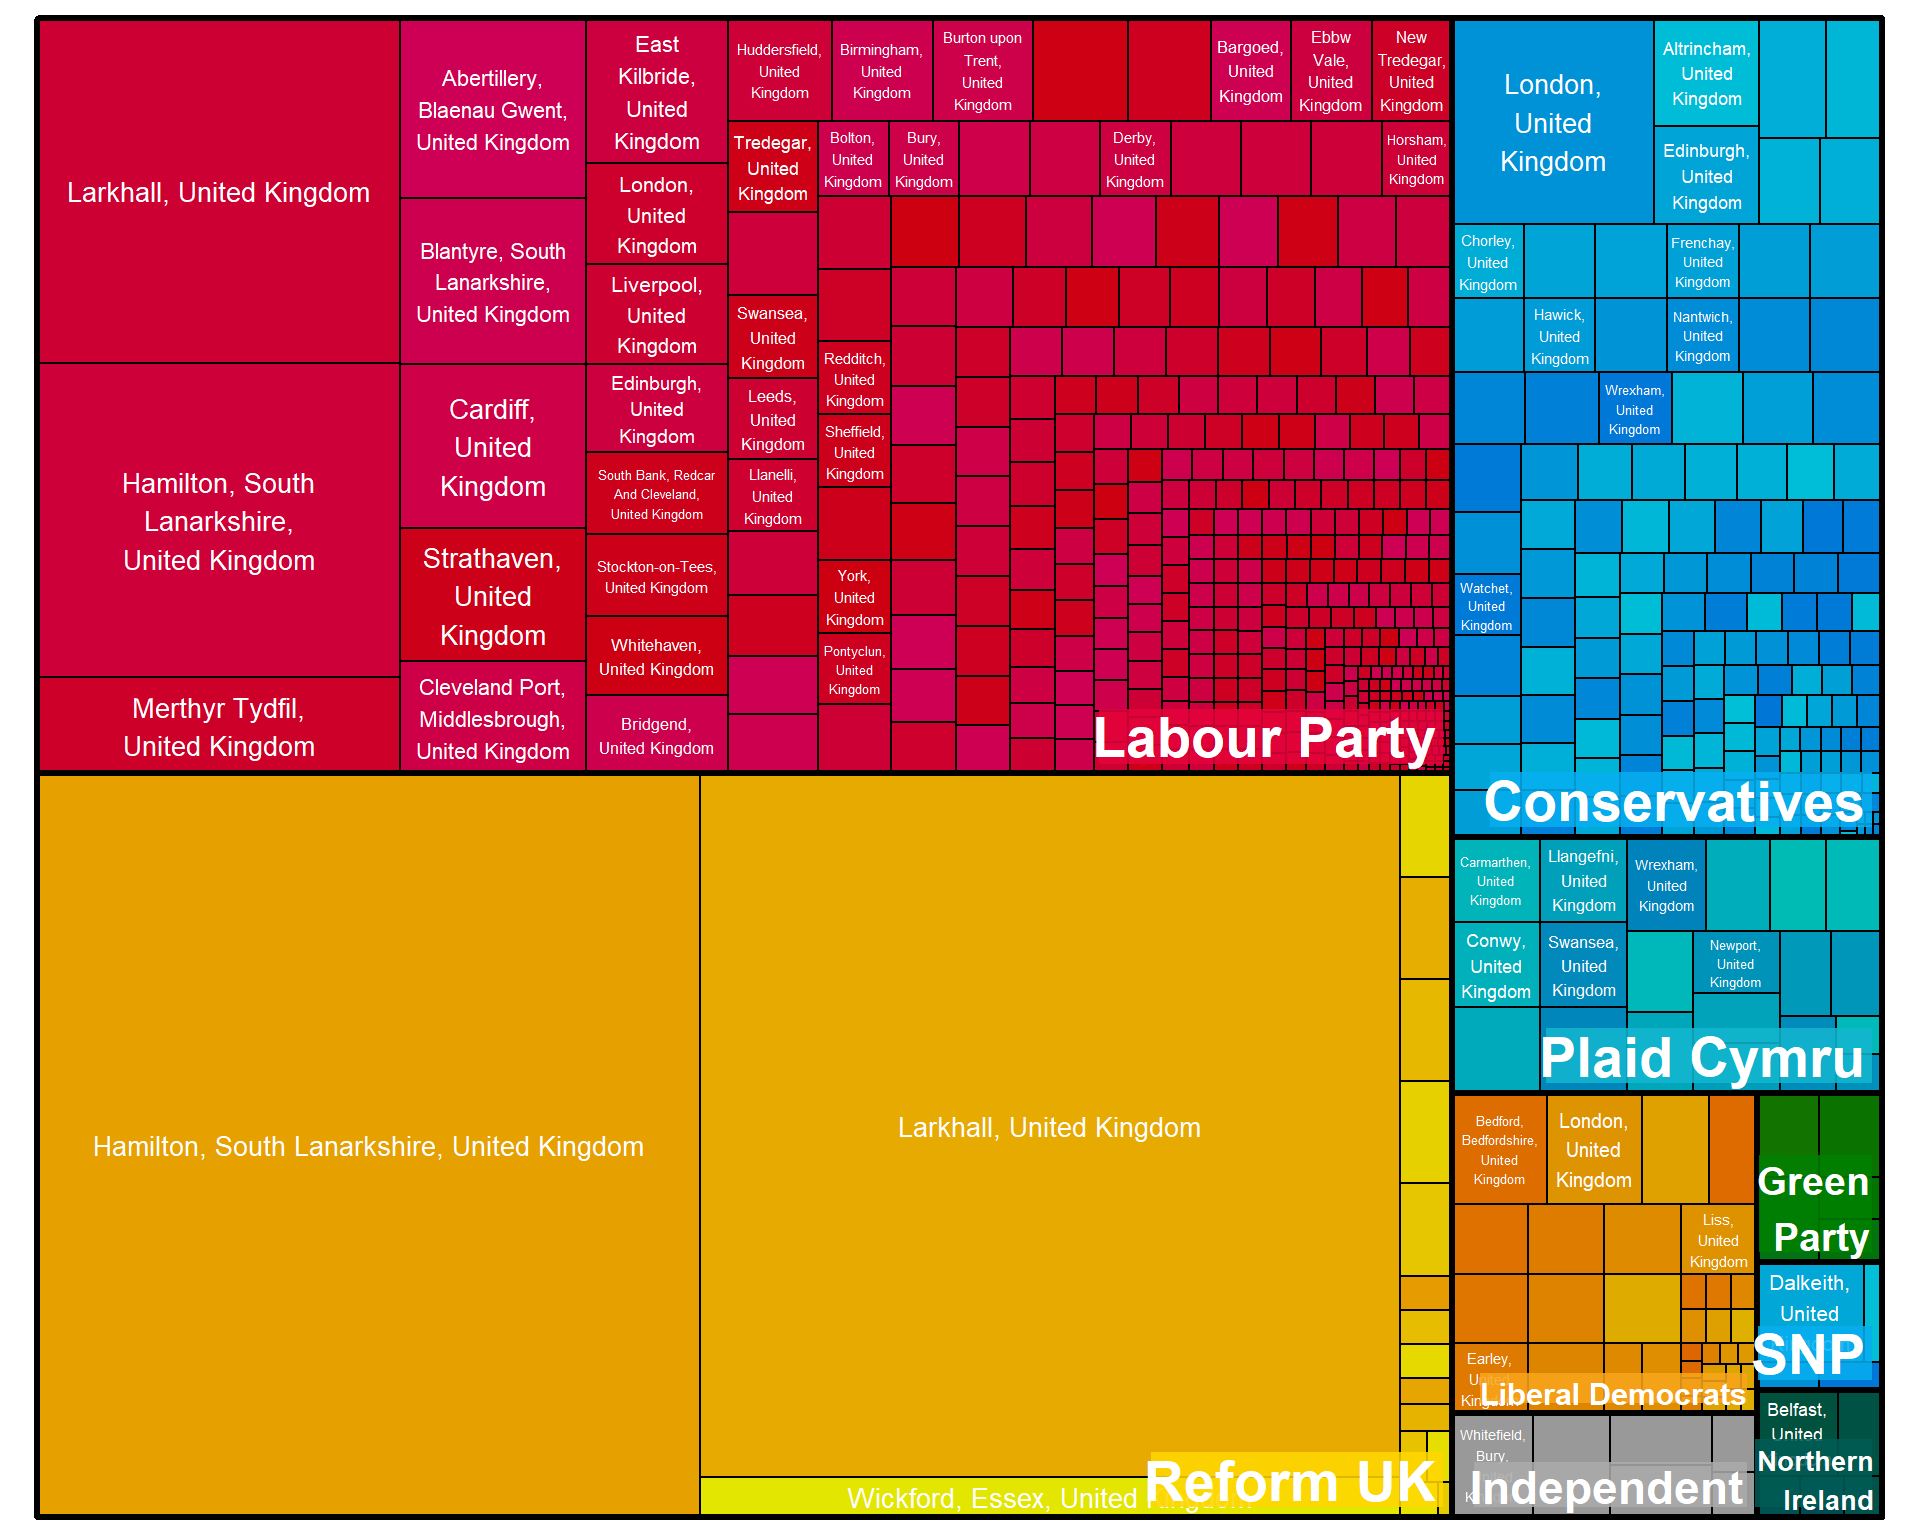 Larkhall, United Kingdom
Hamilton, South
Lanarkshire,
United Kingdom
Merthyr Tydfil,
United Kingdom
Abertillery,
Blaenau Gwent,
United Kingdom
Blantyre, South
Lanarkshire,
United Kingdom
Cardiff,
United
Kingdom
Strathaven,
United
Kingdom
Cleveland Port,
Middlesbrough,
United Kingdom
East
Kilbride,
United
Kingdom
London,
United
Kingdom
Liverpool,
United
Kingdom
Edinburgh,
United
Kingdom
South Bank, Redcar
And Cleveland,
United Kingdom
Stockton-on-Tees,
United Kingdom
Whitehaven,
United Kingdom
Bridgend,
United Kingdom
Huddersfield,
United
Kingdom
Birmingham,
United
Kingdom
Burton upon
Trent,
United
Kingdom
Bargoed,
United
Kingdom
Ebbw
Vale,
United
Kingdom
New
Tredegar,
United
Kingdom
Tredegar,
United
Kingdom
Bolton,
United
Kingdom
Bury,
United
Kingdom
Derby,
United
Kingdom
Horsham,
United
Kingdom
Swansea,
United
Kingdom
Leeds,
United
Kingdom
Llanelli,
United
Kingdom
Redditch,
United
Kingdom
Sheffield,
United
Kingdom
York,
United
Kingdom
Pontyclun,
United
Kingdom
Labour Party
London,
United
Kingdom
Altrincham,
United
Kingdom
Edinburgh,
United
Kingdom
Chorley,
United
Kingdom
Frenchay,
United
Kingdom
Hawick,
United
Kingdom
Nantwich,
United
Kingdom
Wrexham,
United
Kingdom
Watchet,
United
Kingdom
Conservatives
Carmarthen,
United
Kingdom
Llangefni,
United
Kingdom
Wrexham,
United
Kingdom
Conwy,
United
Kingdom
Swansea,
United
Kingdom
Newport,
United
Kingdom
Plaid Cymru
Hamilton, South Lanarkshire, United Kingdom
Larkhall, United Kingdom
Wickford, Essex, United Kingdom
Reform UK
Bedford,
Bedfordshire,
United
Kingdom
London,
United
Kingdom
Liss,
United
Kingdom
Earley,
United
Kingdom
Liberal Democrats
Green
Party
Dalkeith,
United
SNP
Whitefield,
Bury,
Independent
Belfast,
United
Northern
Ireland